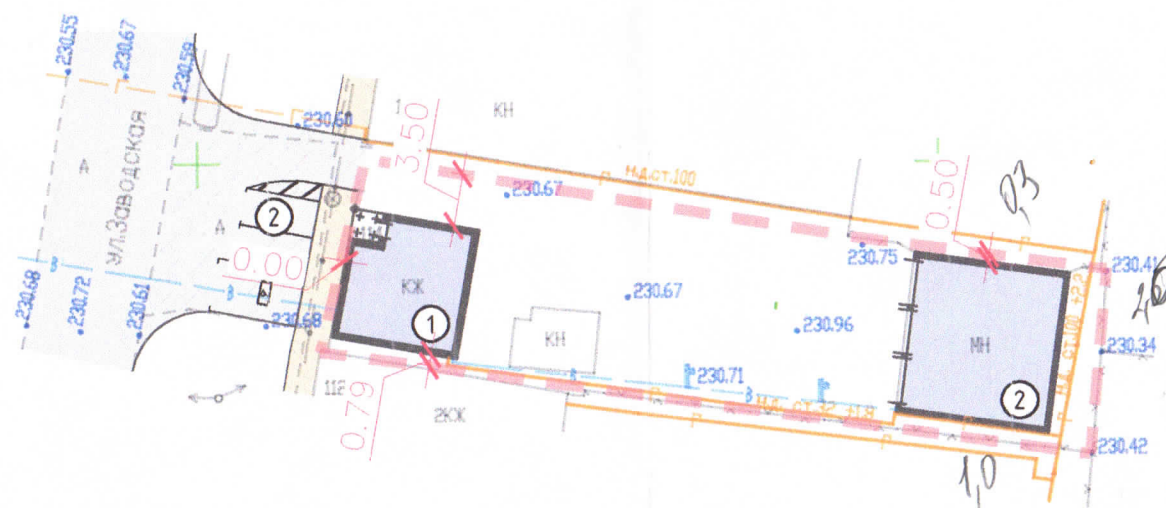 230.55
230.67
230.59
230.60
ул.Заводская
А
А
1
КН
3.50
230.67
Н.д.ст.100
0.50
0,3
230.75
230.41
2
0.00
КЖ
1
230.67
КН
230.96
МН
2
230.34
230.68
230.72
230.61
В
230.68
230.71
В
В
112
0.79
2КЖ
230.42
1,0